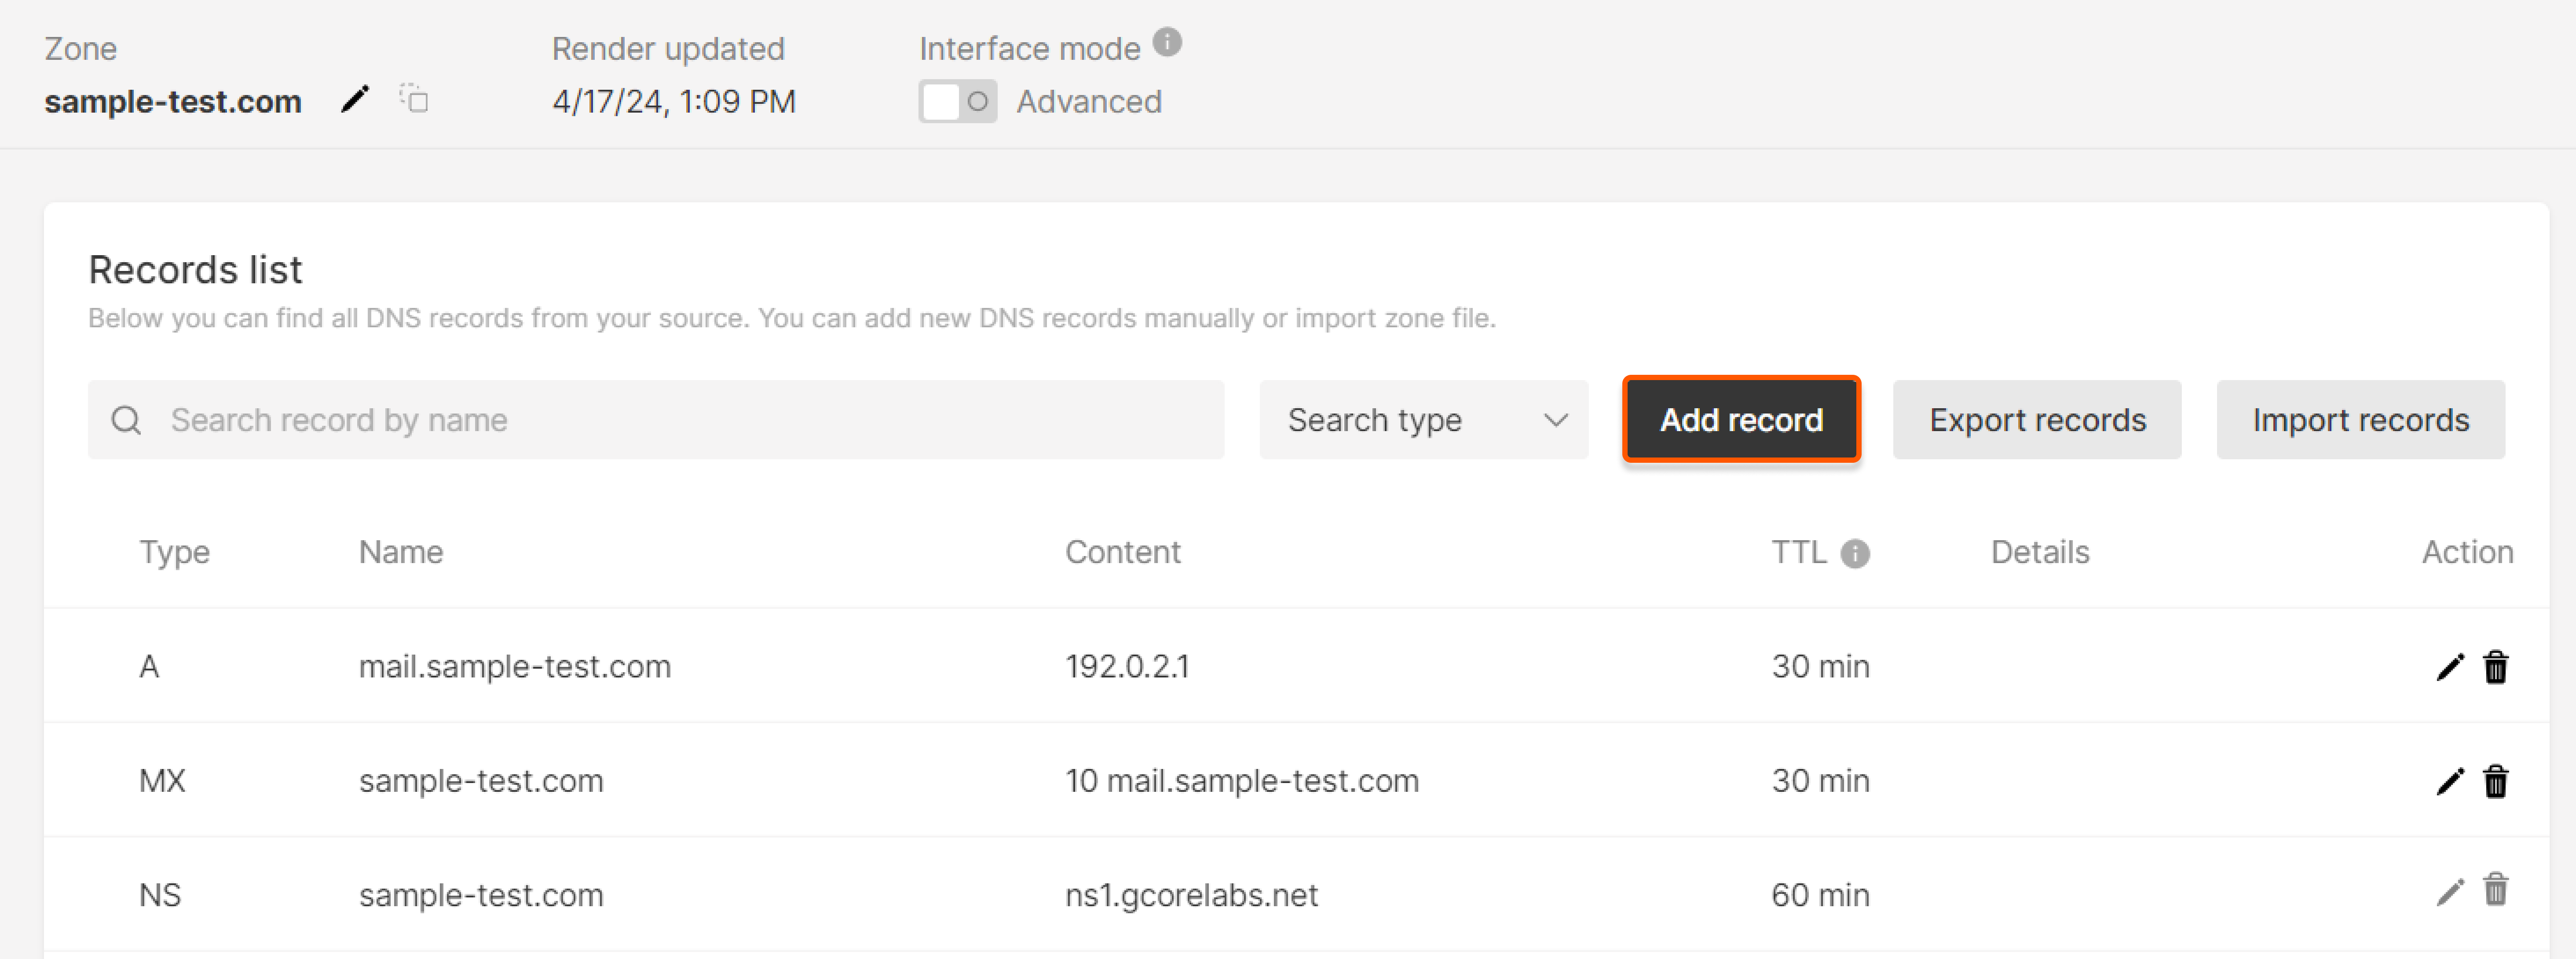 Zone
sample-test.com
Render updated
4/17/24, 1:09 PM
Interface mode
Advanced
Records list
Below you can find all DNS records from your source. You can add new DNS records manually or import zone file.
Search record by name
Search type
Add record
Export records
Import records
Type Name Content TTL Details Action
A mail.sample-test.com 192.0.2.1 30 min
MX sample-test.com 10 mail.sample-test.com 30 min
NS sample-test.com ns1.gcorelabs.net 60 min